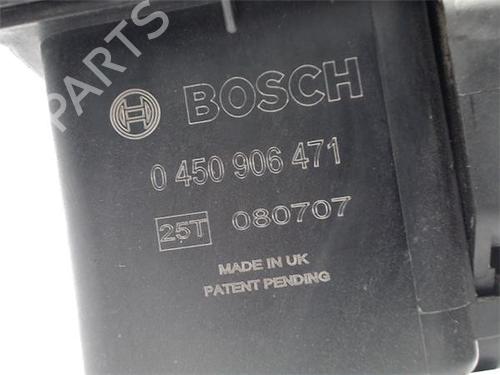 BOSCH
0 450 906 471
25T 080707
MADE IN UK
PATENT PENDING
B-PARTS